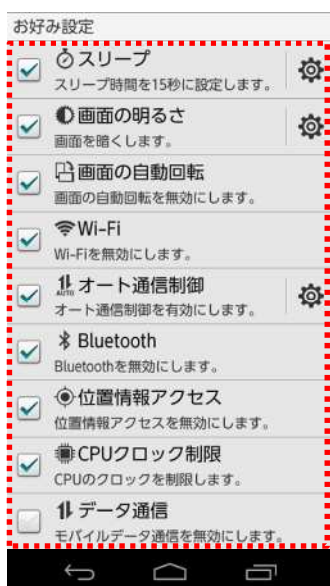 お好み設定
スリープ
スリープ時間を15秒に設定します。
画面の明るさ
画面を暗くします。
画面の自動回転
画面の自動回転を無効にします。
Wi-Fi
Wi-Fiを無効にします。
AUTO オート通信制御
オート通信制御を有効にします。
Bluetooth
Bluetoothを無効にします。
位置情報アクセス
位置情報アクセスを無効にします。
CPUクロック制限
CPUのクロックを制限します。
データ通信
モバイルデータ通信を無効にします。